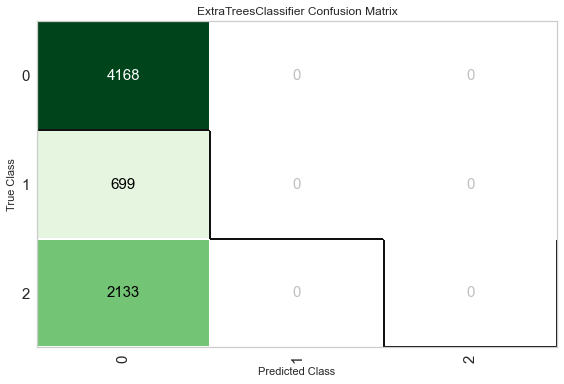 ExtraTreesClassifier Confusion Matrix
True Class
0 4168 0 0
1 699 0 0
2 2133 0 0
0 1 2
Predicted Class